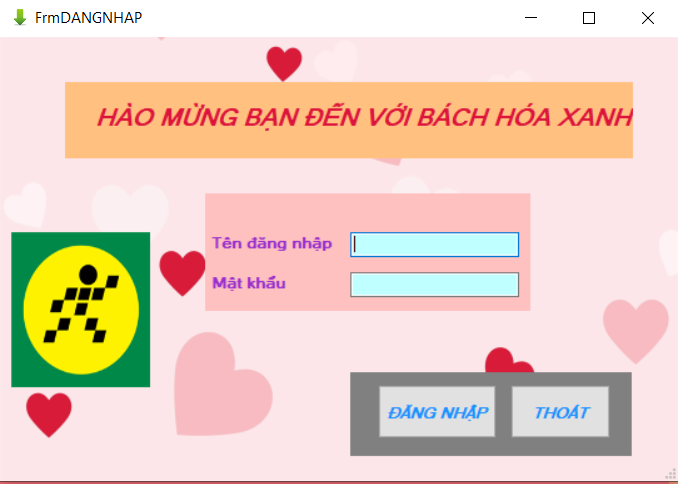 FrmDANGNHAP
HÀO MỪNG BẠN ĐẾN VỚI BÁCH HÓA XANH
Tên đăng nhập
Mật khẩu
ĐĂNG NHẬP
THOÁT